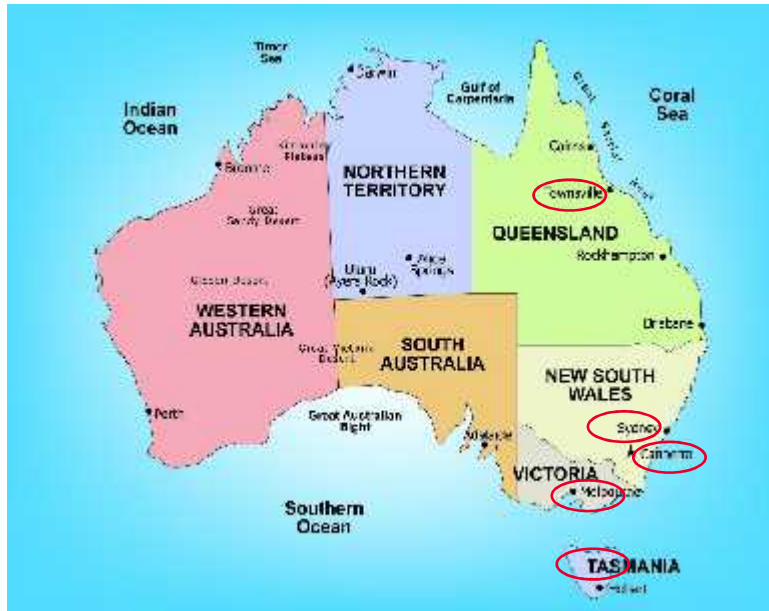 Timor
Sea
Darwin
Gulf of
Carpentaria
Coral
Sea
Indian
Ocean
Great
Barrier
Reef
Kimberley
Plateau
Cairns
Broome
NORTHERN
TERRITORY
Townsville
Great
Sandy Desert
QUEENSLAND
Alice
Springs
Rockhampton
Uluru
(Ayers Rock)
Gibson Desert
WESTERN
AUSTRALIA
Brisbane
SOUTH
AUSTRALIA
Great Victoria
Desert
NEW SOUTH
WALES
Perth
Great Australian
Bight
Adelaide
Sydney
Canberra
VICTORIA
Melbourne
Southern
Ocean
TASMANIA
Hobart